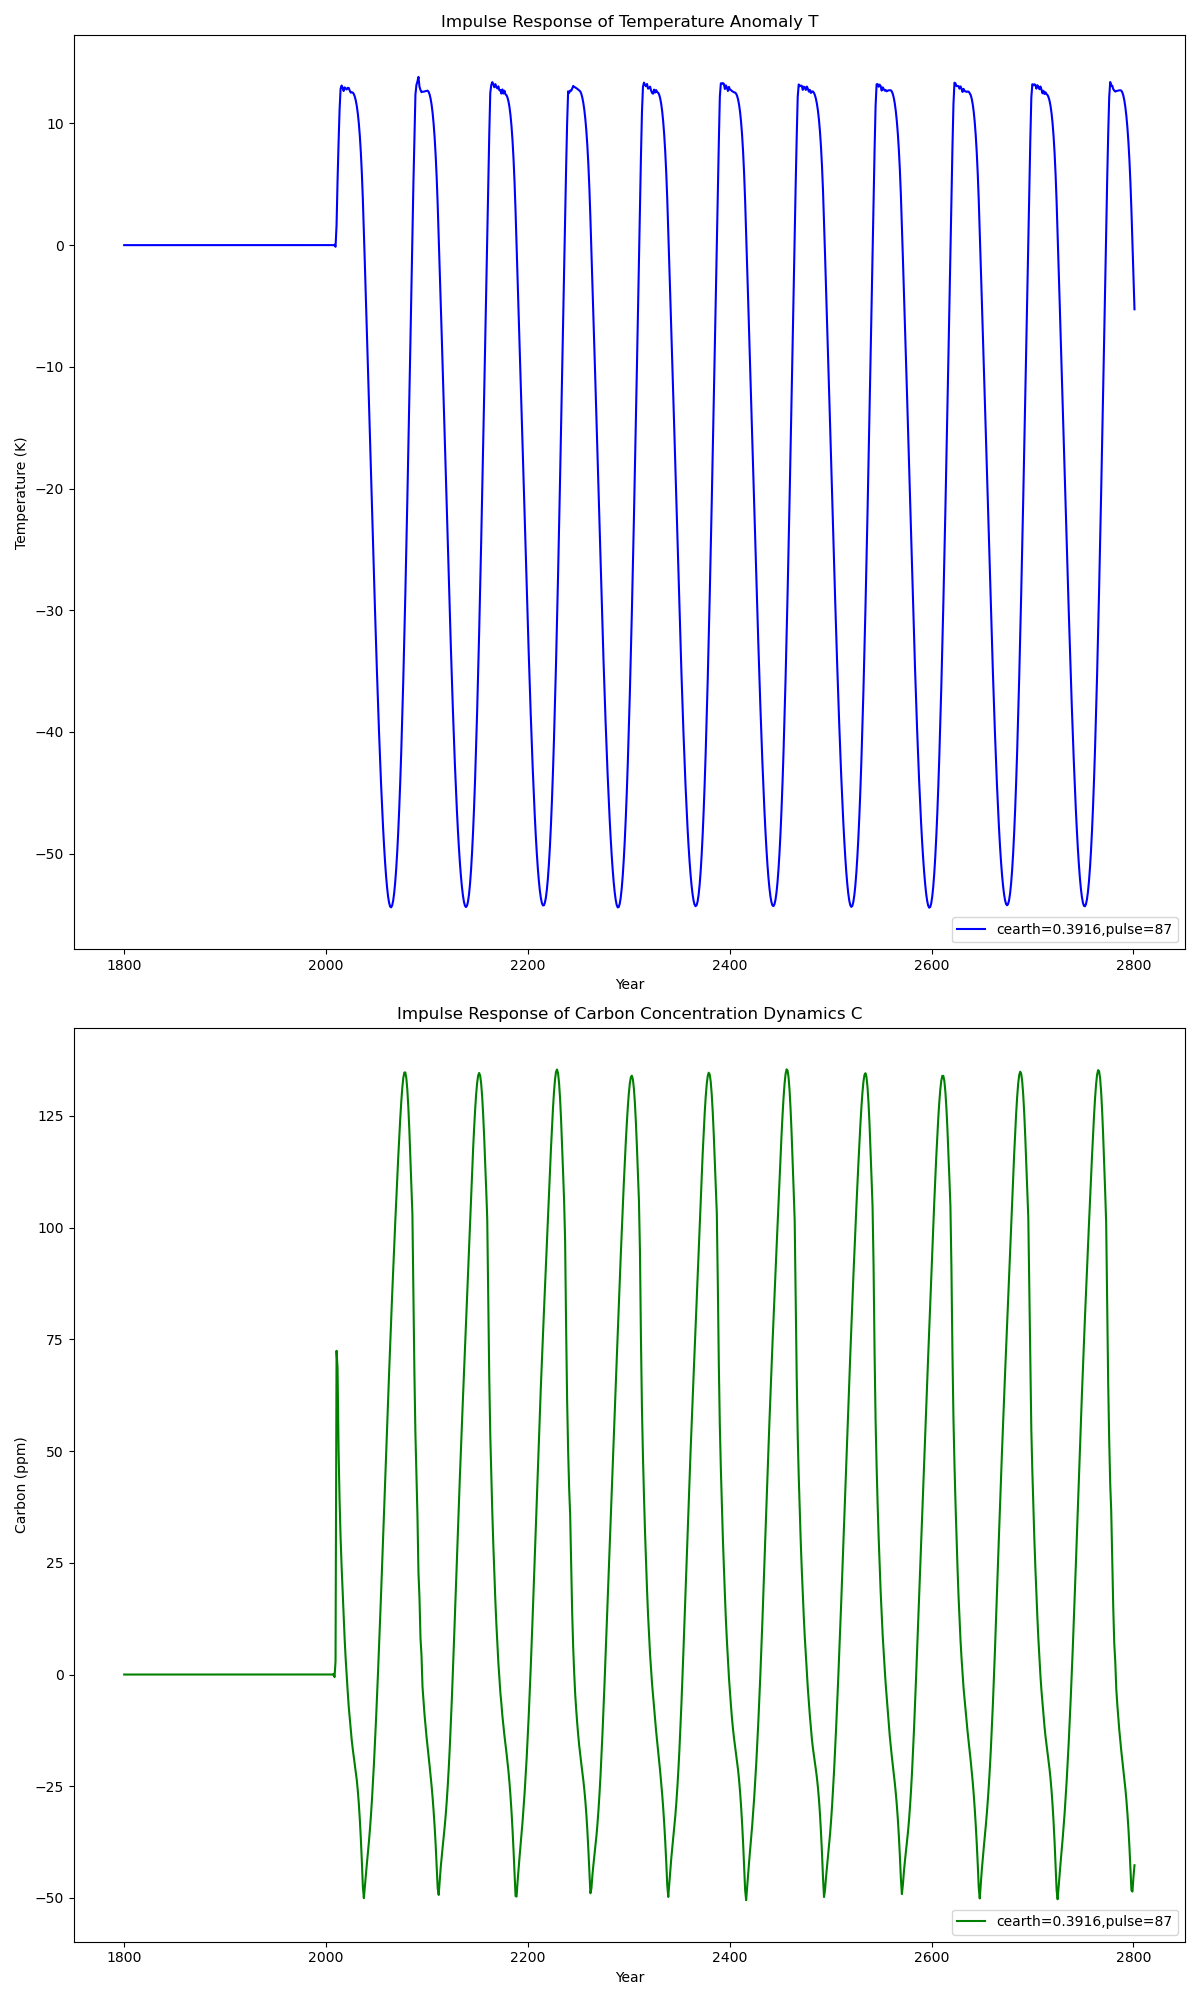 Impulse Response of Temperature Anomaly T
Temperature (K)
10
0
−10
−20
−30
−40
−50
cearth=0.3916,pulse=87
1800 2000 2200 2400 2600 2800
Year
Impulse Response of Carbon Concentration Dynamics C
Carbon (ppm)
125
100
75
50
25
0
−25
−50
cearth=0.3916,pulse=87
1800 2000 2200 2400 2600 2800
Year